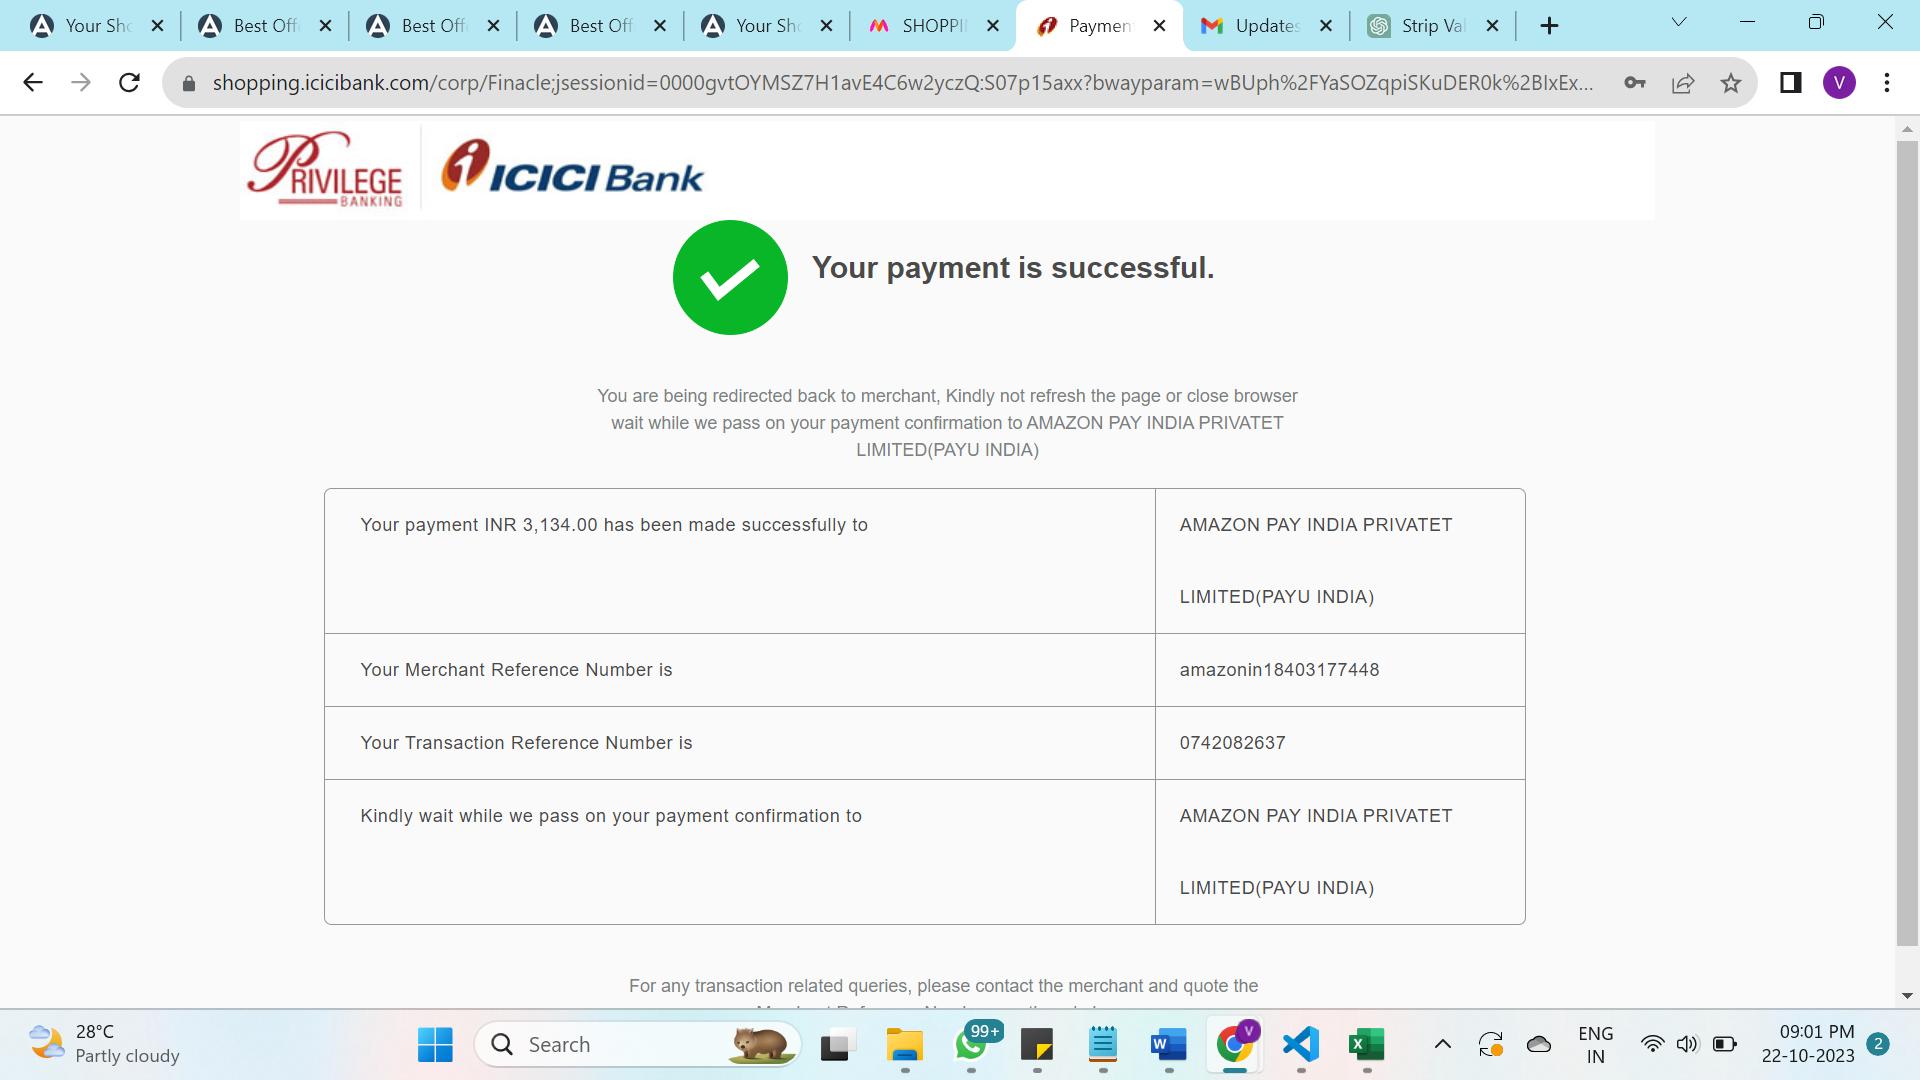 Your Sho
Best Off
Best Off
Best Off
Your Sho
SHOPPI
Paymen
Updates
Strip Val
shopping.icicibank.com/corp/Finacle;jsessionid=0000gvtOYMSZ7H1avE4C6w2yczQ:S07p15axx?bwayparam=wBUph%2FYaSOZqpiSKuDER0k%2BIxEx...
V
PRIVILEGE
BANKING
ICICI Bank
Your payment is successful.
You are being redirected back to merchant, Kindly not refresh the page or close browser
wait while we pass on your payment confirmation to AMAZON PAY INDIA PRIVATET
LIMITED(PAYU INDIA)
Your payment INR 3,134.00 has been made successfully to
AMAZON PAY INDIA PRIVATET
LIMITED(PAYU INDIA)
Your Merchant Reference Number is
amazonin18403177448
Your Transaction Reference Number is
0742082637
Kindly wait while we pass on your payment confirmation to
AMAZON PAY INDIA PRIVATET
LIMITED(PAYU INDIA)
For any transaction related queries, please contact the merchant and quote the
28°C
Partly cloudy
Search
99+
V
ENG
IN
09:01 PM
22-10-2023
2